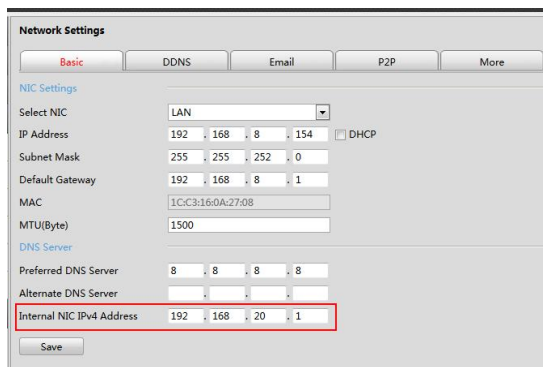 Network Settings
Basic DDNS Email P2P More
NIC Settings
Select NIC LAN
IP Address 192 . 168 . 8 . 154 DHCP
Subnet Mask 255 . 255 . 252 . 0
Default Gateway 192 . 168 . 8 . 1
MAC 1C:C3:16:0A:27:08
MTU(Byte) 1500
DNS Server
Preferred DNS Server 8 . 8 . 8 . 8
Alternate DNS Server . . .
Internal NIC IPv4 Address 192 . 168 . 20 . 1
Save